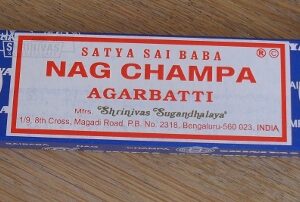 SATYA SAI BABA ®©
NAG CHAMPA
AGARBATTI
Mfrs. "Shrinivas Sugandhalaya"
1/9, 8th Cross, Magadi Road, P.B. No. 2318, Bengaluru-560 023, INDIA